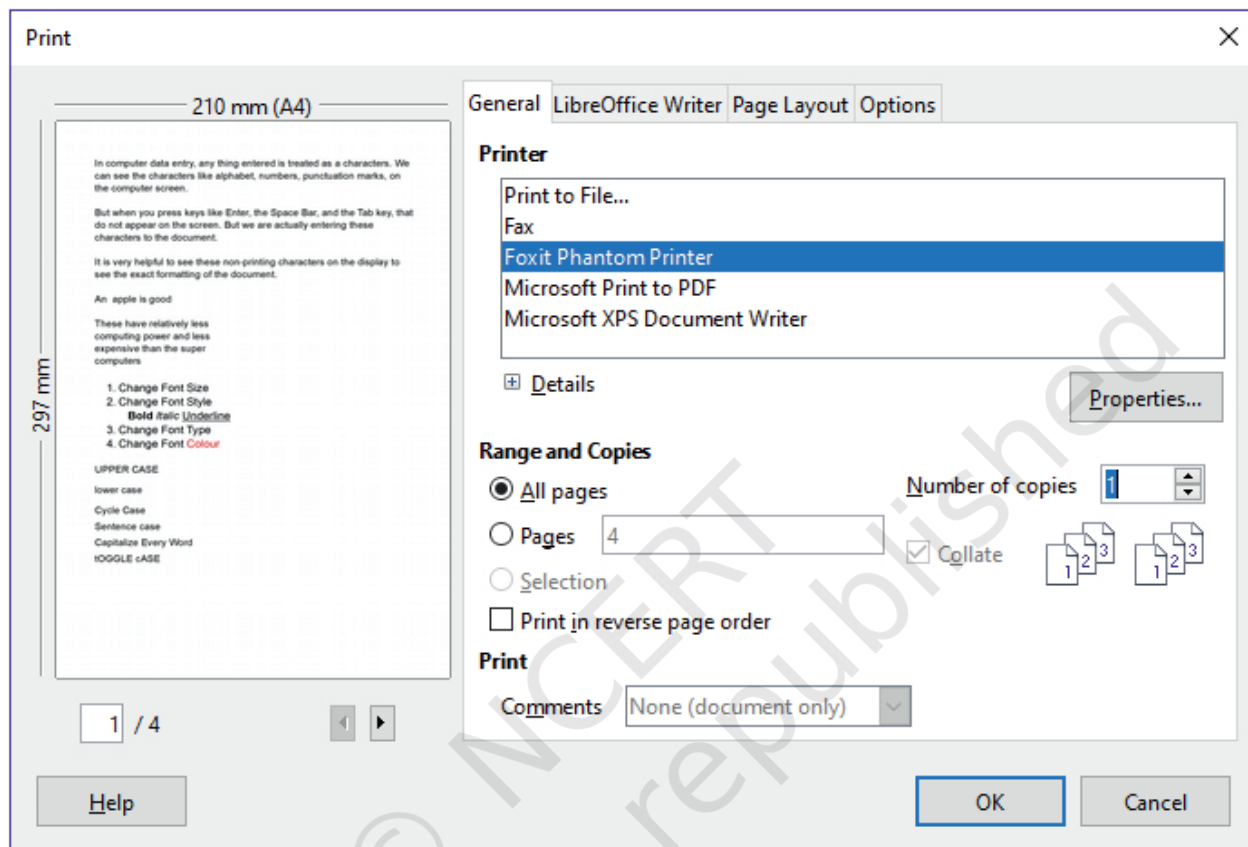 Print
210 mm (A4)
297 mm
In computer data entry, any thing entered is treated as a characters. We
can see the characters like alphabet, numbers, punctuation marks, on
the computer screen.
But when you press keys like Enter, the Space Bar, and the Tab key, that
do not appear on the screen. But we are actually entering these
characters to the document.
It is very helpful to see these non-printing characters on the display to
see the exact formatting of the document.
An apple is good
These have relatively less
computing power and less
expensive than the super
computers
1. Change Font Size
2. Change Font Style
Bold Italic Underline
3. Change Font Type
4. Change Font Colour
UPPER CASE
lower case
Cycle Case
Sentence case
Capitalize Every Word
tOGGLE cASE
1 / 4
General LibreOffice Writer Page Layout Options
Printer
Print to File...
Fax
Foxit Phantom Printer
Microsoft Print to PDF
Microsoft XPS Document Writer
Details
Properties...
Range and Copies
All pages
Number of copies 1
Pages 4
Collate
1 2 3 1 2 3
Selection
Print in reverse page order
Print
Comments None (document only)
Help
OK
Cancel
© NCERT
republished